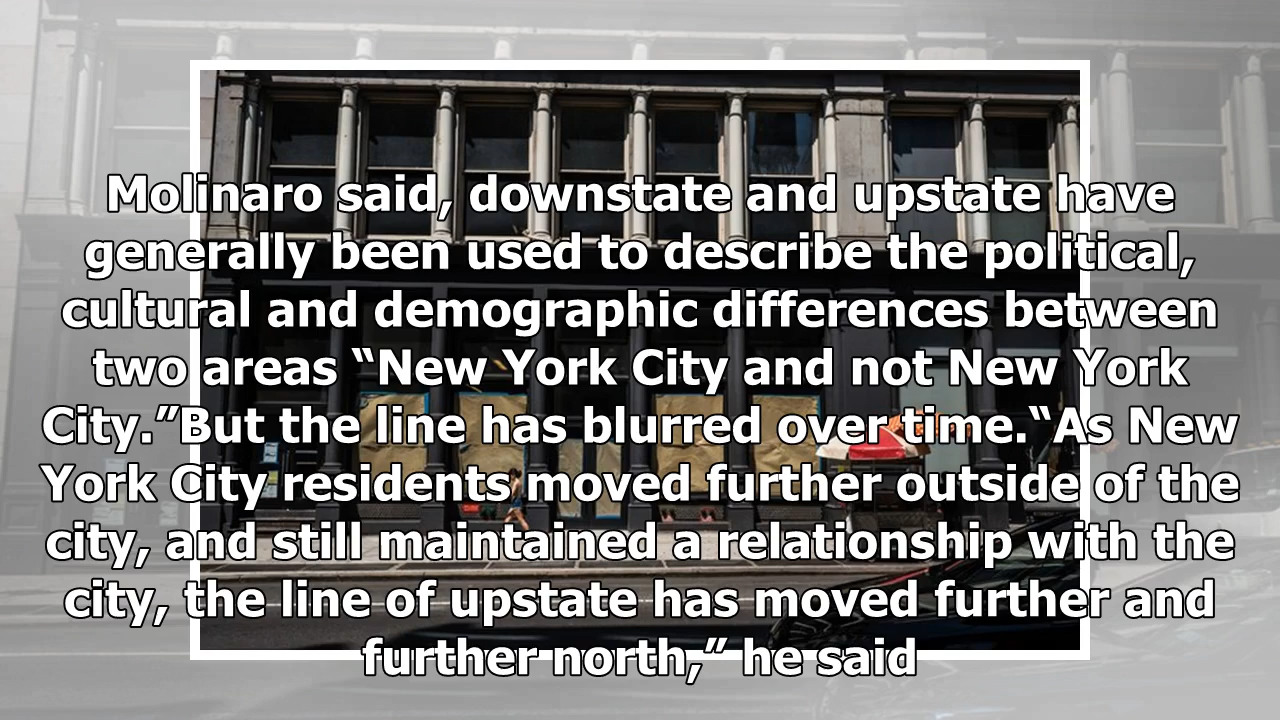 Molinaro said, downstate and upstate have
generally been used to describe the political,
cultural and demographic differences between
two areas “New York City and not New York
City.”But the line has blurred over time.“As New
York City residents moved further outside of the
city, and still maintained a relationship with the
city, the line of upstate has moved further and
further north,” he said